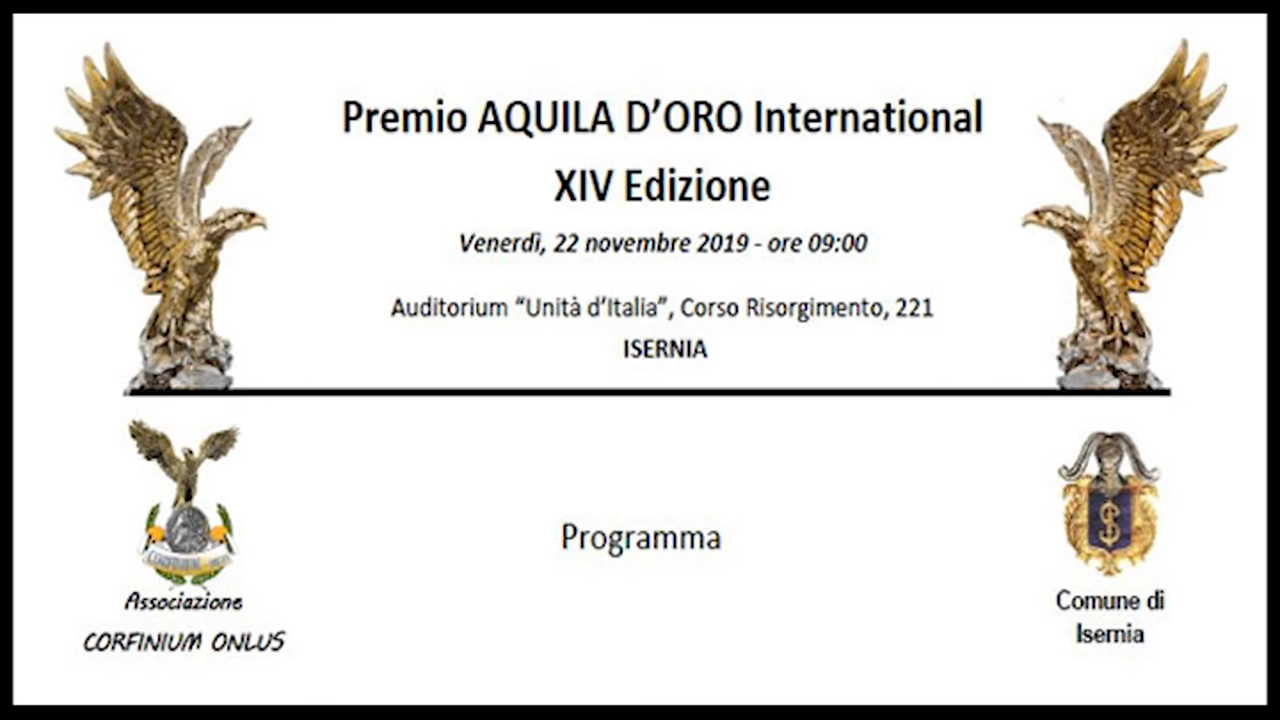 Premio AQUILA D’ORO International
XIV Edizione
Venerdì, 22 novembre 2019 - ore 09:00
Auditorium “Unità d’Italia”, Corso Risorgimento, 221
ISERNIA
Programma
Associazione
CORFINIUM ONLUS
Comune di
Isernia